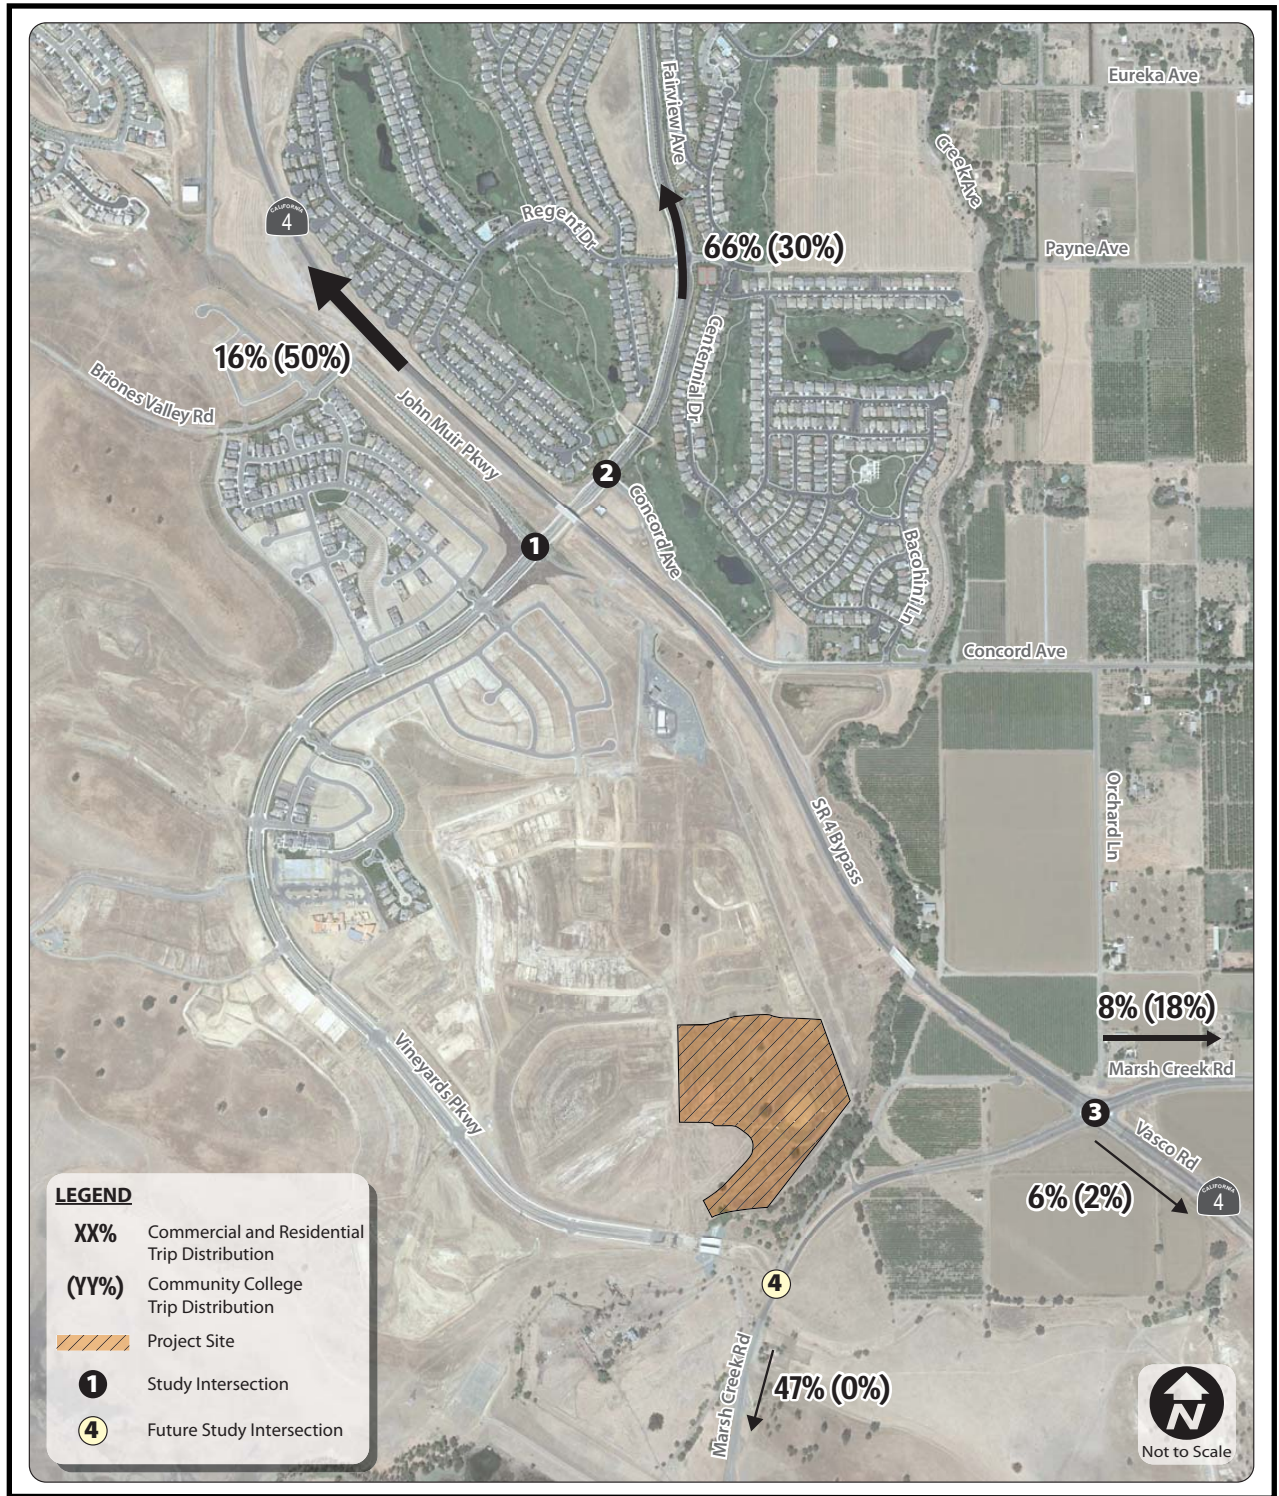 Eureka Ave
Fairview Ave
Creek Ave
CALIFORNIA
4
Regent Dr
66% (30%)
Payne Ave
16% (50%)
Centennial Dr
Briones Valley Rd
John Muir Pkwy
2
Concord Ave
1
Bacohini Ln
Concord Ave
Orchard Ln
SR 4 Bypass
8% (18%)
Marsh Creek Rd
Vineyards Pkwy
3
Vasco Rd
6% (2%)
CALIFORNIA
4
4
Marsh Creek Rd
47% (0%)
LEGEND
XX% Commercial and Residential
Trip Distribution
(YY%) Community College
Trip Distribution
Project Site
1 Study Intersection
4 Future Study Intersection
N
Not to Scale